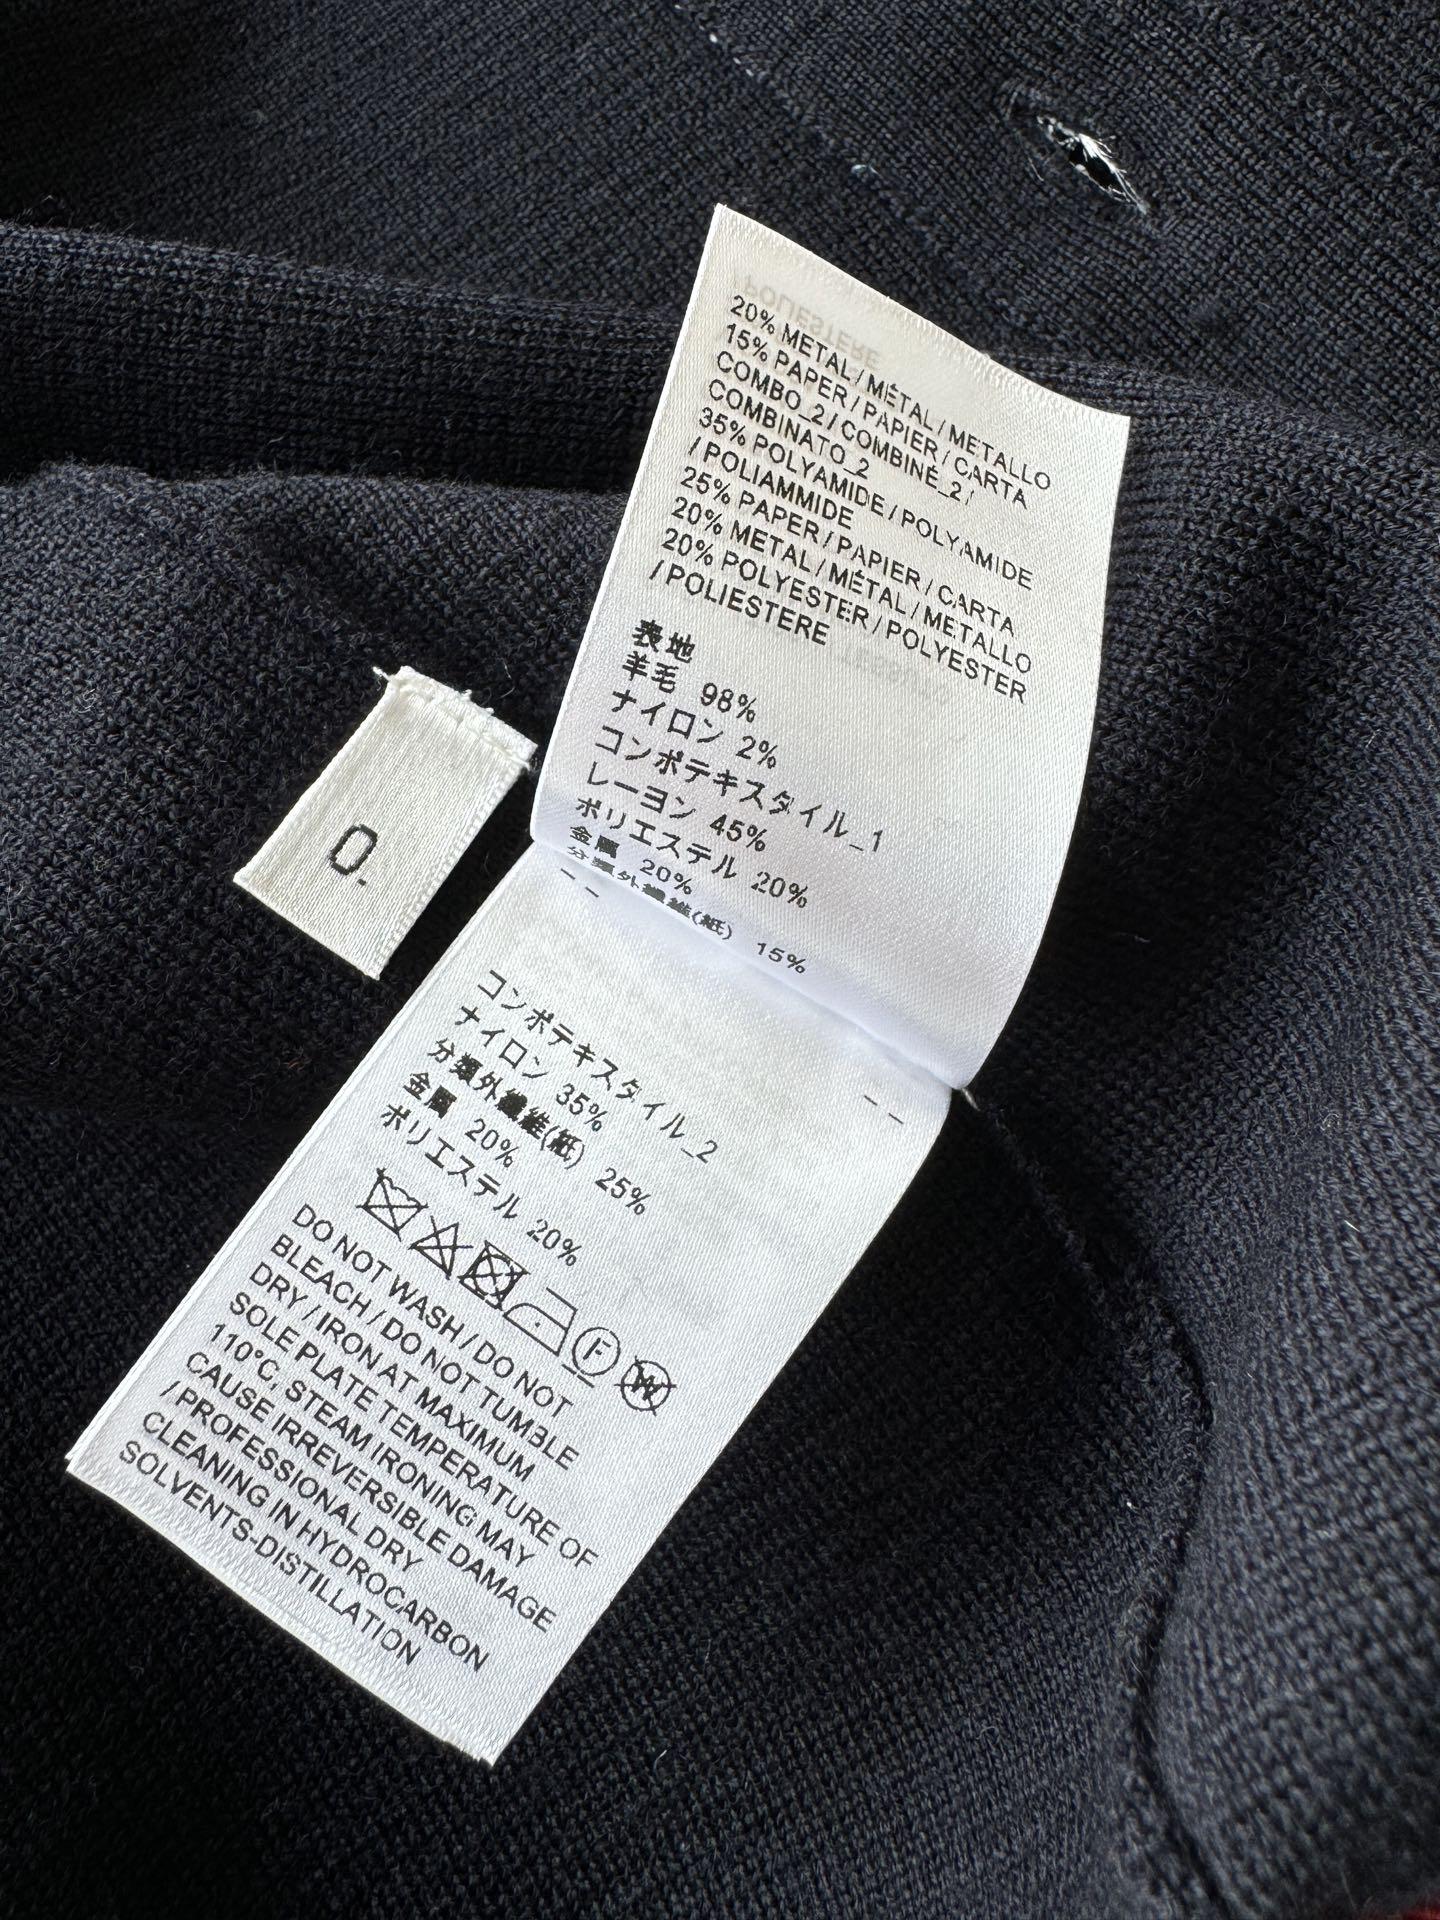 20% METAL / MÉTAL / METALLO
15% PAPER / PAPIER / CARTA
COMBO_2 / COMBINÉ_2 /
COMBINATO_2
35% POLYAMIDE / POLYAMIDE
/ POLIAMMIDE
25% PAPER / PAPIER / CARTA
20% METAL / MÉTAL / METALLO
20% POLYESTER / POLYESTER
/ POLIESTERE
表地
羊毛 98%
ナイロン 2%
コンポテキスタイル_1
レーヨン 45%
ポリエステル 20%
金属 20%
分類外繊維(紙) 15%
コンポテキスタイル_2
ナイロン 35%
分類外繊維(紙) 25%
金属 20%
ポリエステル 20%
F W
DO NOT WASH / DO NOT
BLEACH / DO NOT TUMBLE
DRY / IRON AT MAXIMUM
SOLE PLATE TEMPERATURE OF
110°C, STEAM IRONING MAY
CAUSE IRREVERSIBLE DAMAGE
/ PROFESSIONAL DRY
CLEANING IN HYDROCARBON
SOLVENTS-DISTILLATION
0.